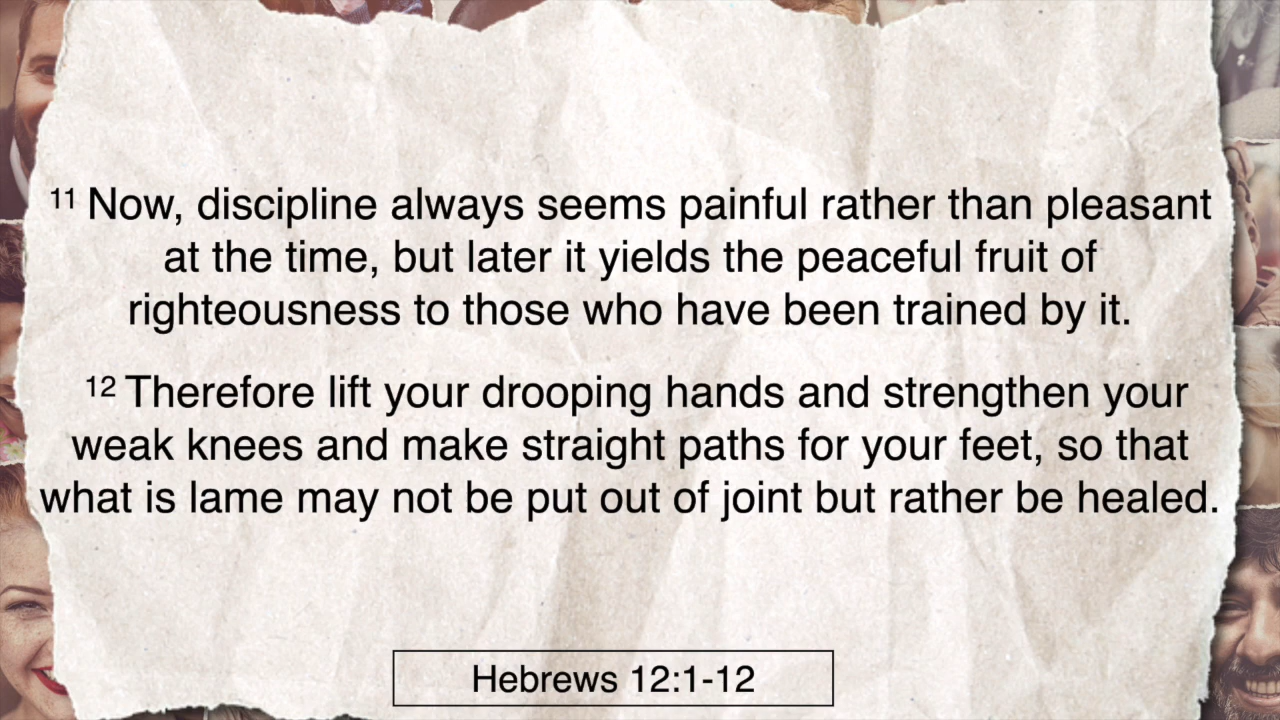 11 Now, discipline always seems painful rather than pleasant
at the time, but later it yields the peaceful fruit of
righteousness to those who have been trained by it.
12 Therefore lift your drooping hands and strengthen your
weak knees and make straight paths for your feet, so that
what is lame may not be put out of joint but rather be healed.
Hebrews 12:1-12